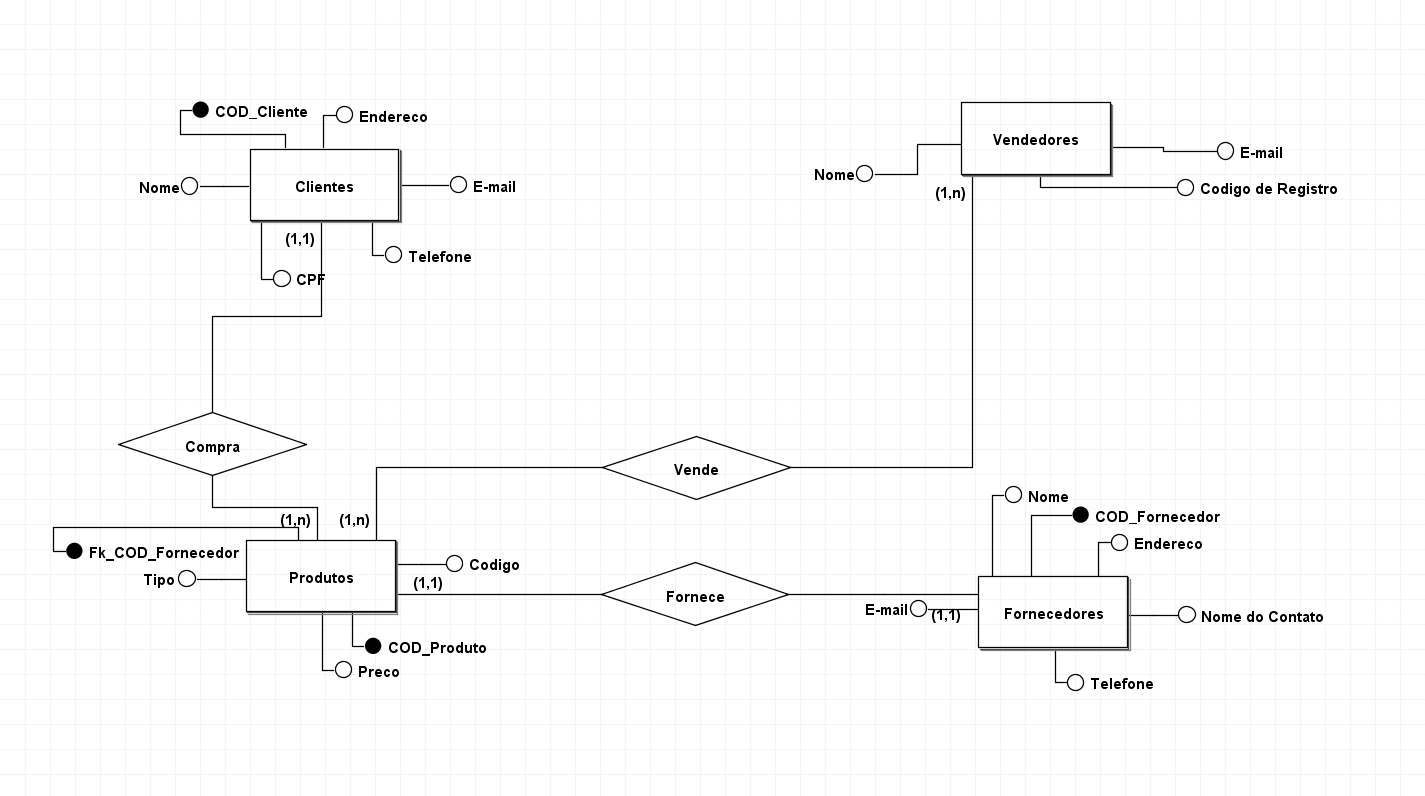 COD_Cliente
Endereco
Nome
Clientes
E-mail
(1,1)
Telefone
CPF
Vendedores
Nome
E-mail
(1,n)
Codigo de Registro
Compra
Vende
(1,n)
(1,n)
Fk_COD_Fornecedor
Tipo
Produtos
Codigo
(1,1)
COD_Produto
Preco
Fornece
Nome
COD_Fornecedor
Endereco
E-mail
(1,1)
Fornecedores
Nome do Contato
Telefone